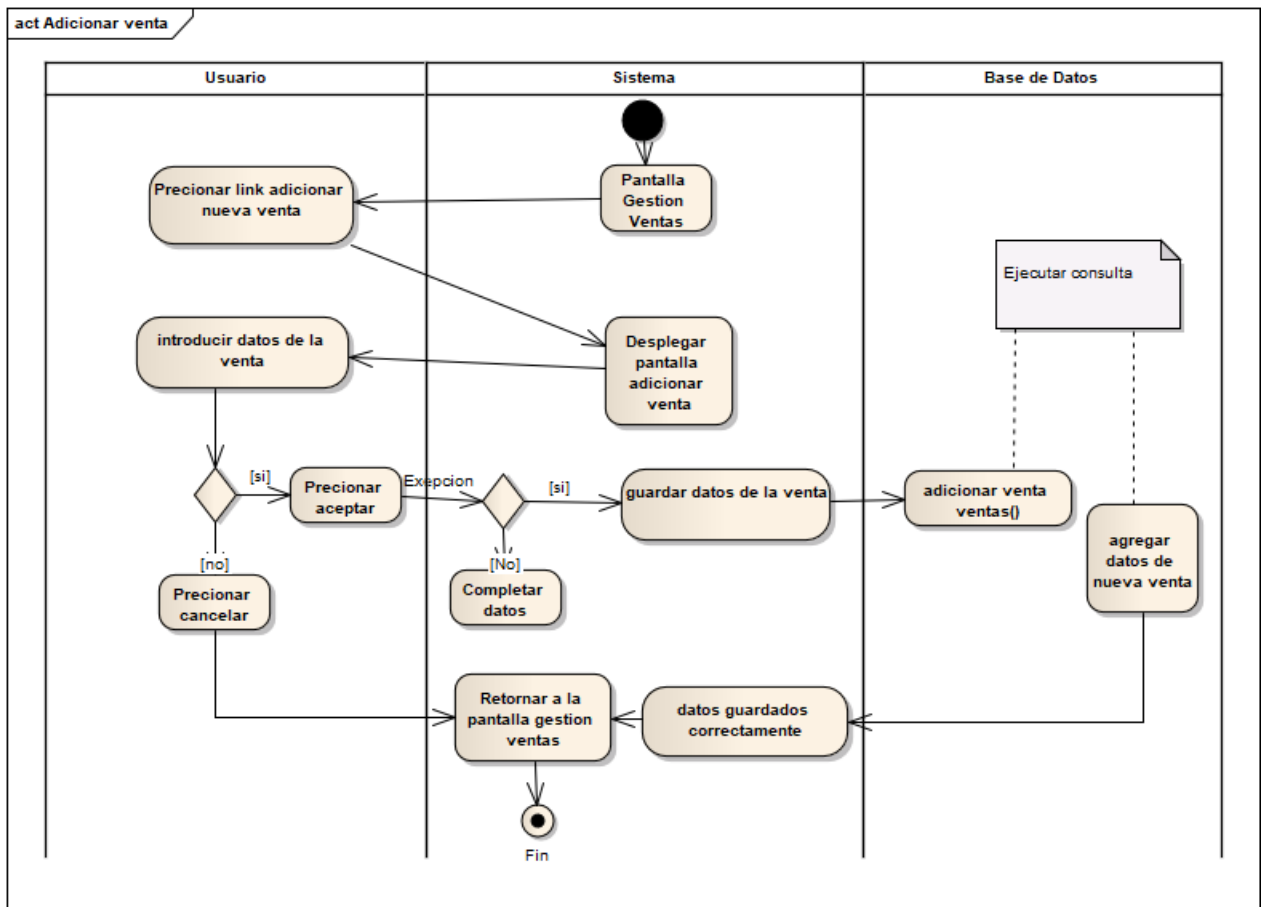 act Adicionar venta
Usuario
Sistema
Base de Datos
Pantalla
Gestion
Ventas
Precionar link adicionar
nueva venta
Ejecutar consulta
introducir datos de la
venta
Desplegar
pantalla
adicionar
venta
[si]
Precionar
aceptar
Exepcion
[si]
guardar datos de la venta
adicionar venta
ventas()
[no]
Precionar
cancelar
[No]
Completar
datos
agregar
datos de
nueva venta
Retornar a la
pantalla gestion
ventas
datos guardados
correctamente
Fin